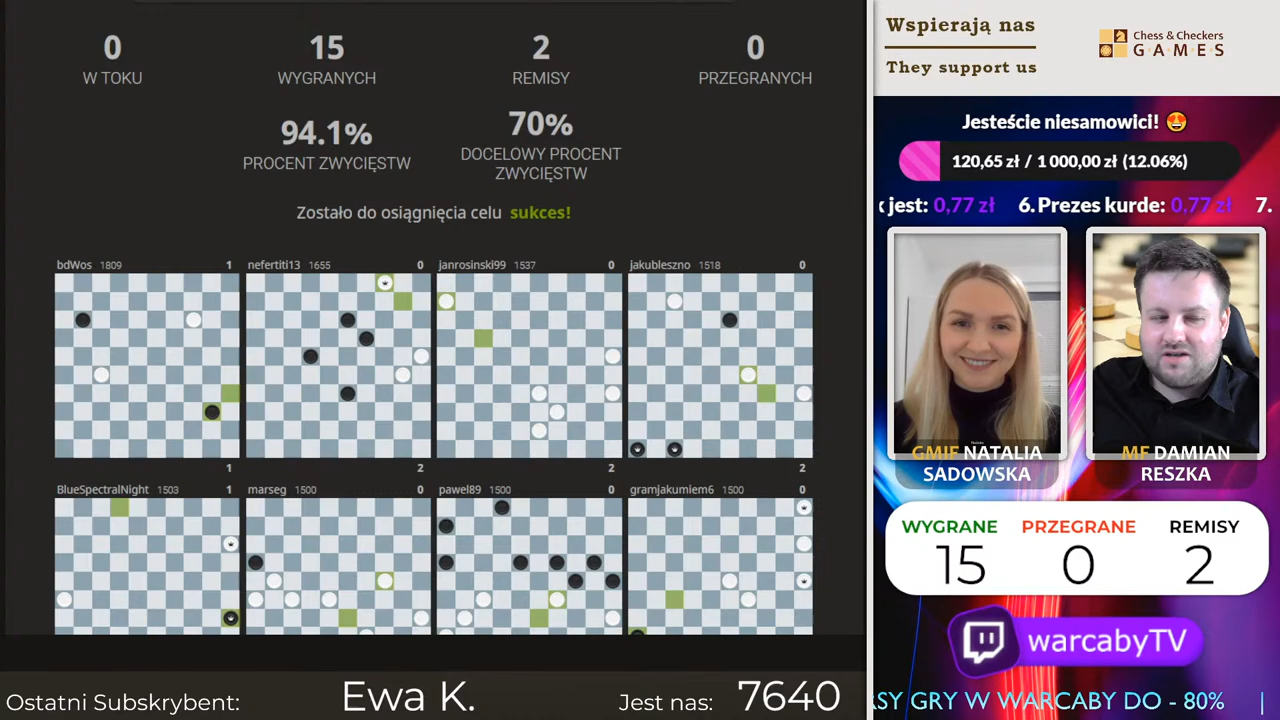 0
W TOKU
15
WYGRANYCH
2
REMISY
0
PRZEGRANYCH
94.1%
PROCENT ZWYCIĘSTW
70%
DOCELOWY PROCENT
ZWYCIĘSTW
Zostało do osiągnięcia celu sukces!
bdWos 1809 1
nefertiti13 1655 0
janrosinski99 1537 0
jakubleszno 1518 0
1
2
2
2
BlueSpectralNight 1503 1
marseg 1500 0
pawel89 1500 0
gramjakumiem6 1500 0
Ostatni Subskrybent: Ewa K.
Jest nas: 7640
Wspierają nas
They support us
Chess & Checkers
GAMES
Jesteście niesamowici!
120,65 zł / 1 000,00 zł (12.06%)
k jest: 0,77 zł 6. Prezes kurde: 0,77 zł 7.
GMIF NATALIA
SADOWSKA
MF DAMIAN
RESZKA
WYGRANE
15
PRZEGRANE
0
REMISY
2
warcabyTV
SY GRY W WARCABY DO - 80% |